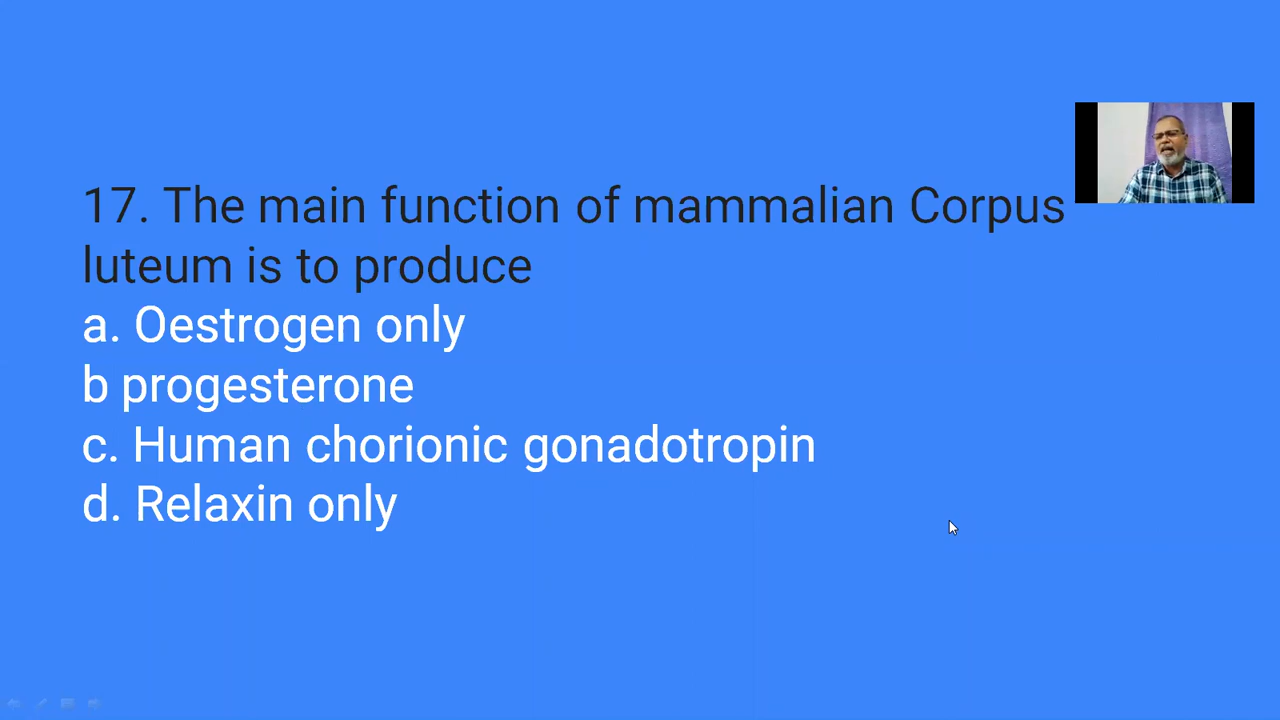 17. The main function of mammalian Corpus
luteum is to produce
a. Oestrogen only
b progesterone
c. Human chorionic gonadotropin
d. Relaxin only